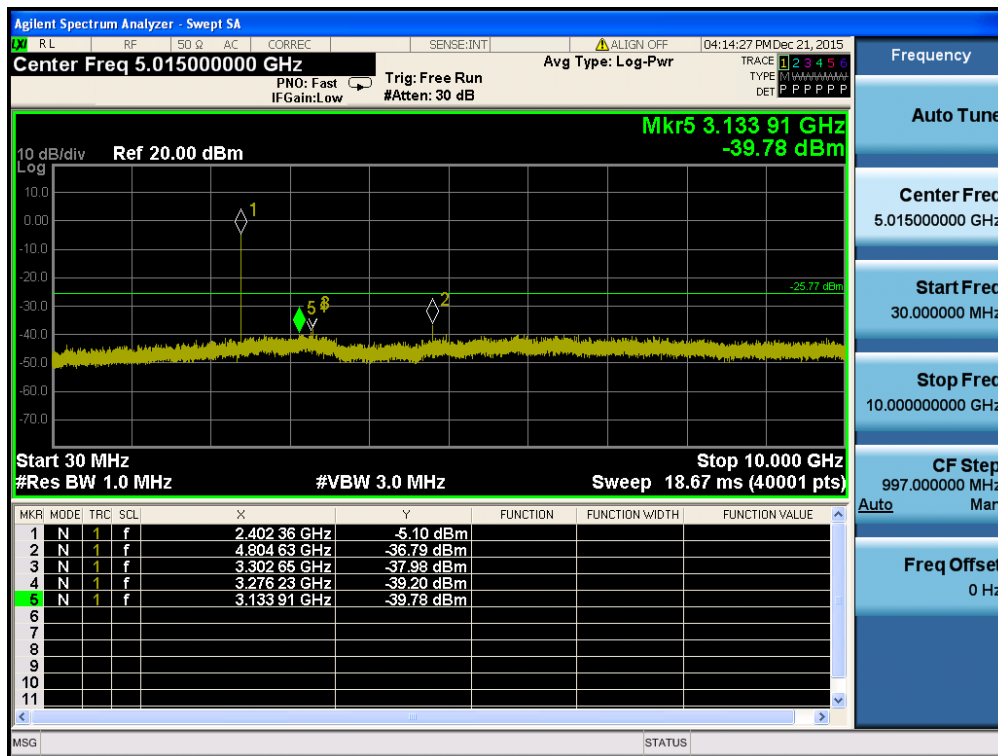 Agilent Spectrum Analyzer - Swept SA
LXI RL RF 50 Ω AC CORREC SENSE:INT ALIGN OFF 04:14:27 PM Dec 21, 2015
Center Freq 5.015000000 GHz
PNO: Fast
IFGain:Low
Trig: Free Run
#Atten: 30 dB
Avg Type: Log-Pwr
TRACE 1 2 3 4 5 6
TYPE M
DET P P P P P P
Mkr5 3.133 91 GHz
-39.78 dBm
10 dB/div
Log
Ref 20.00 dBm
10.0
0.00
-10.0
-20.0
-30.0
-40.0
-50.0
-60.0
-70.0
1
2
5
-25.77 dBm
Start 30 MHz
Stop 10.000 GHz
#Res BW 1.0 MHz
#VBW 3.0 MHz
Sweep 18.67 ms (40001 pts)
MKR MODE TRC SCL X Y FUNCTION FUNCTION WIDTH FUNCTION VALUE
1 N 1 f 2.402 36 GHz -5.10 dBm
2 N 1 f 4.804 63 GHz -36.79 dBm
3 N 1 f 3.302 65 GHz -37.98 dBm
4 N 1 f 3.276 23 GHz -39.20 dBm
5 N 1 f 3.133 91 GHz -39.78 dBm
6
7
8
9
10
11
MSG
STATUS
Frequency
Auto Tune
Center Freq
5.015000000 GHz
Start Freq
30.000000 MHz
Stop Freq
10.000000000 GHz
CF Step
997.000000 MHz
Auto Man
Freq Offset
0 Hz